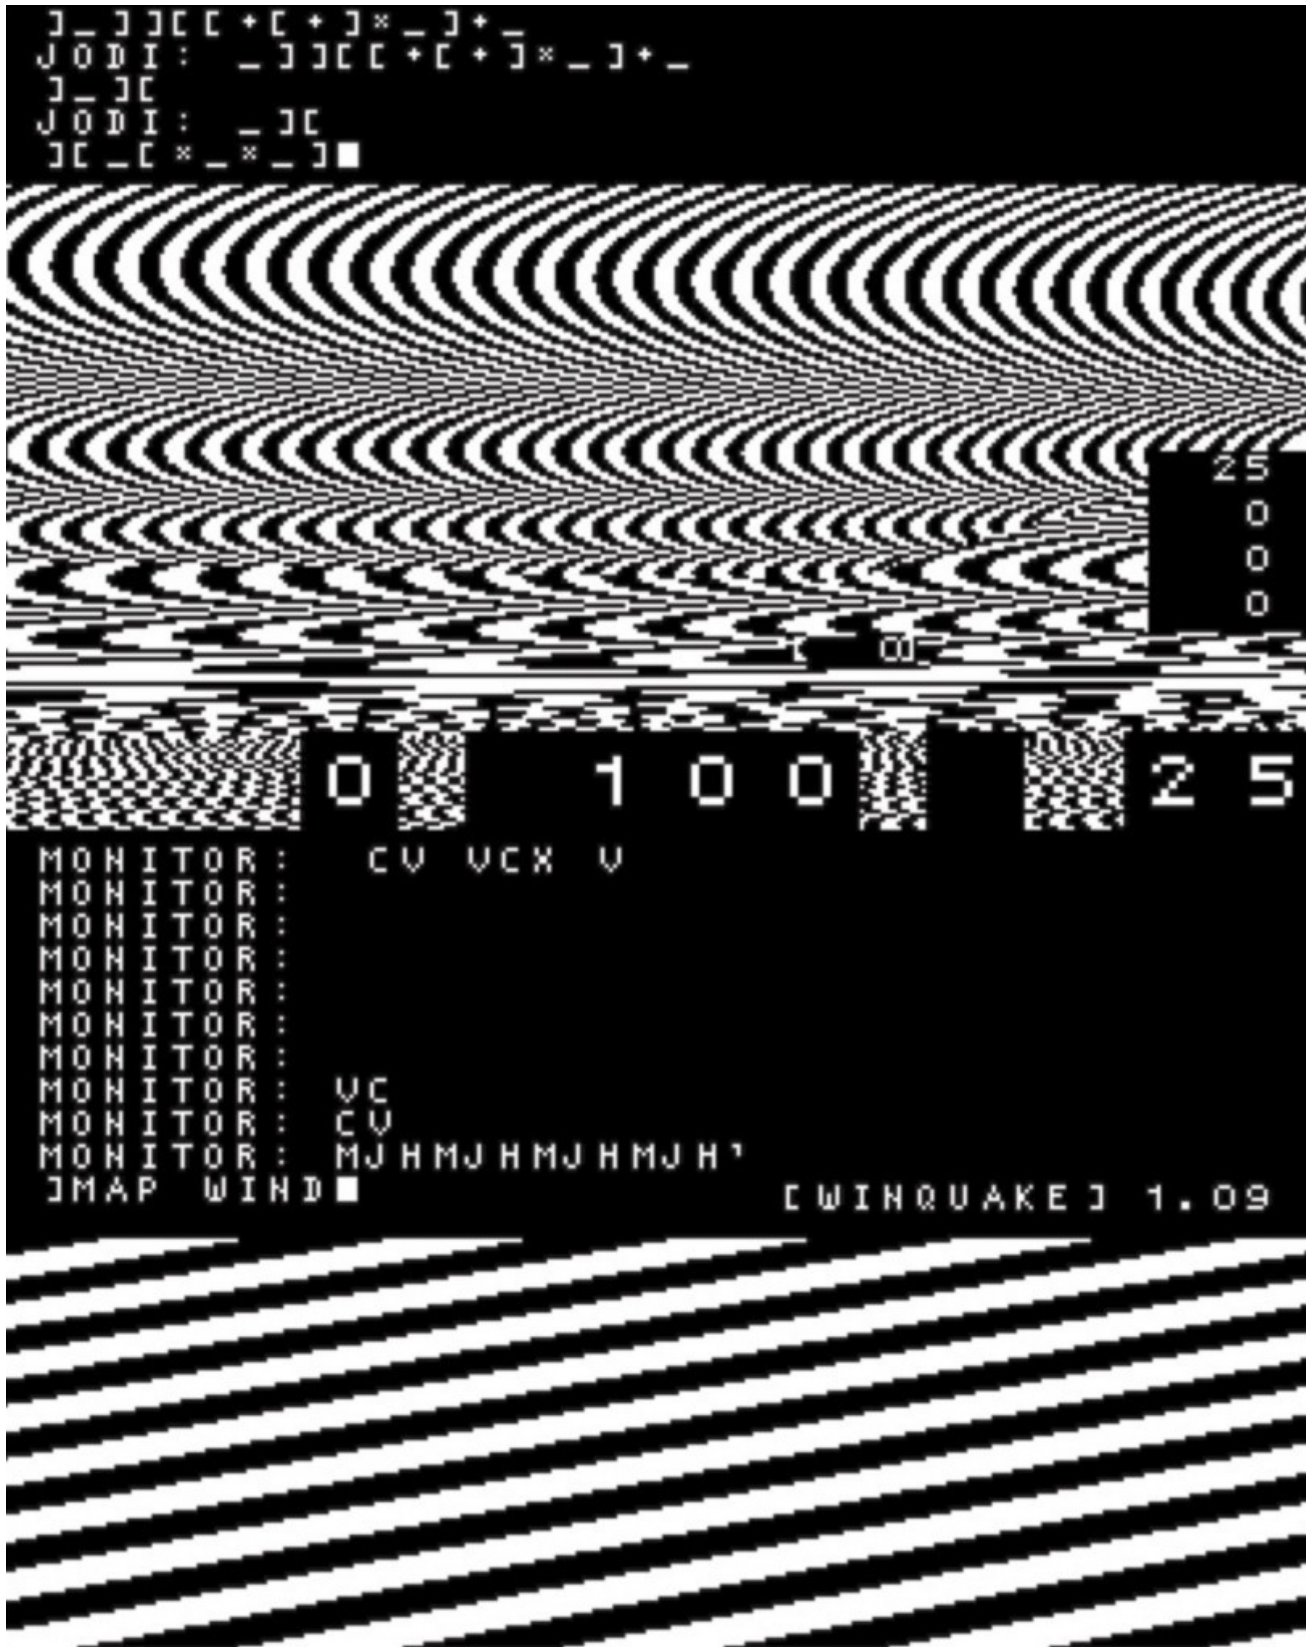 ]_]][[+[+]×_]+_
JODI: _]][[+[+]×_]+_
]_][
JODI: _][
][_[×_×_]
25
0
0
0
0 100 25
MONITOR: CV VCX V
MONITOR:
MONITOR:
MONITOR:
MONITOR:
MONITOR:
MONITOR:
MONITOR: VC
MONITOR: CV
MONITOR: MJHMJHMJHMJH'
]MAP WIND
[WINQUAKE] 1.09